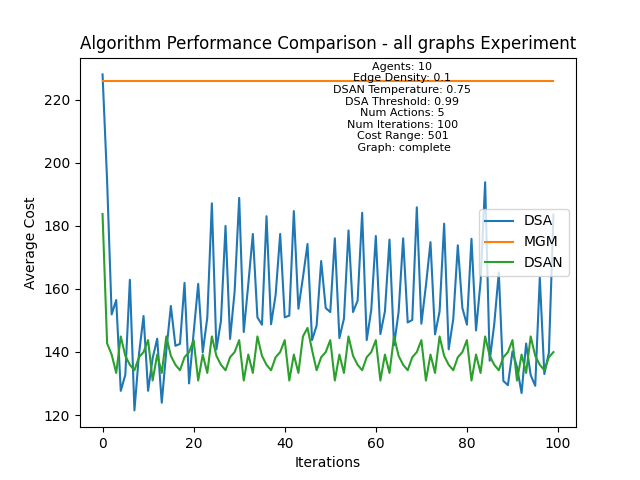 Algorithm Performance Comparison - all graphs Experiment
Agents: 10
Edge Density: 0.1
DSAN Temperature: 0.75
DSA Threshold: 0.99
Num Actions: 5
Num Iterations: 100
Cost Range: 501
Graph: complete
220
200
180
160
140
120
Average Cost
DSA
MGM
DSAN
0
20
40
60
80
100
Iterations